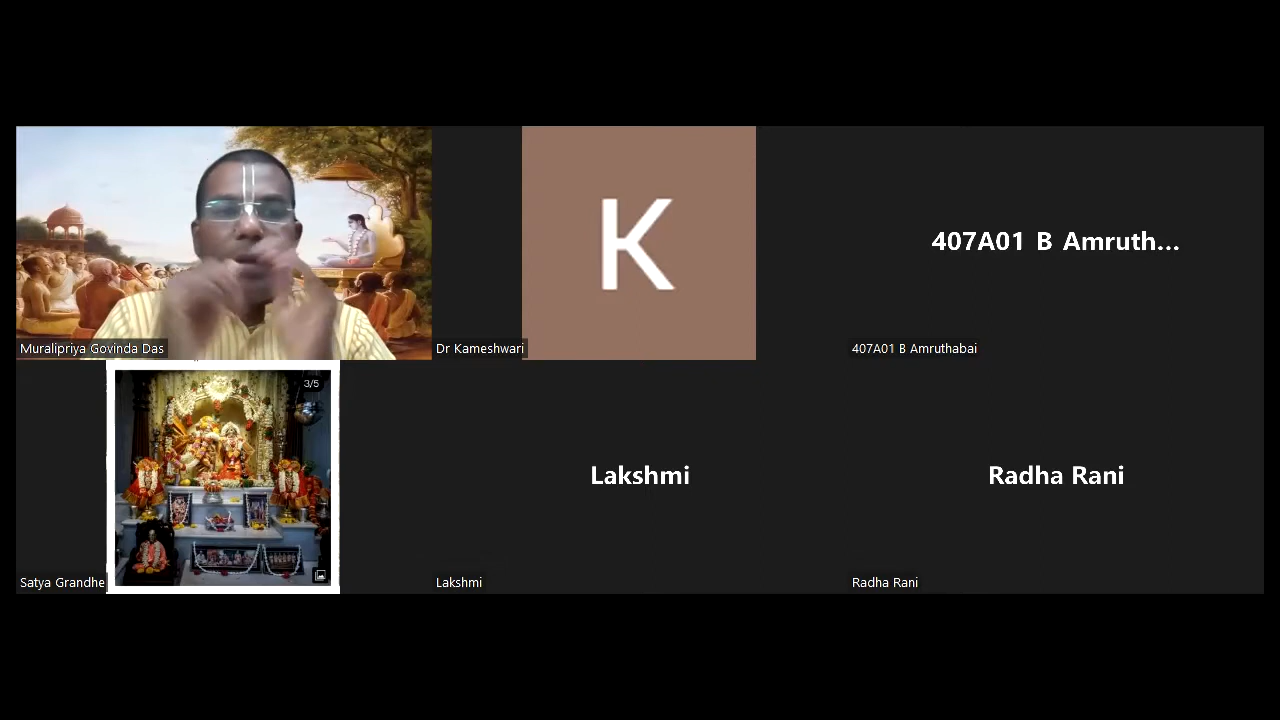 K
407A01 B Amruth...
Muralipriya Govinda Das
Dr Kameshwari
407A01 B Amruthabai
3/5
Lakshmi
Radha Rani
Satya Grandhe
Lakshmi
Radha Rani